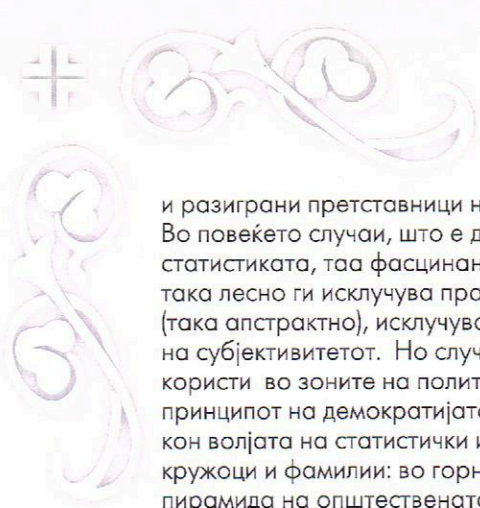 и разиграни претставници н
Во повеќето случаи, што е д
статистиката, таа фасцинан
така лесно ги исклучува про
(така апстрактно), исклучува
на субјективитетот. Но случ
користи во зоните на полит
принципот на демократијата
кон волјата на статистички и
кружоци и фамилии: во горн
пирамида на општествената